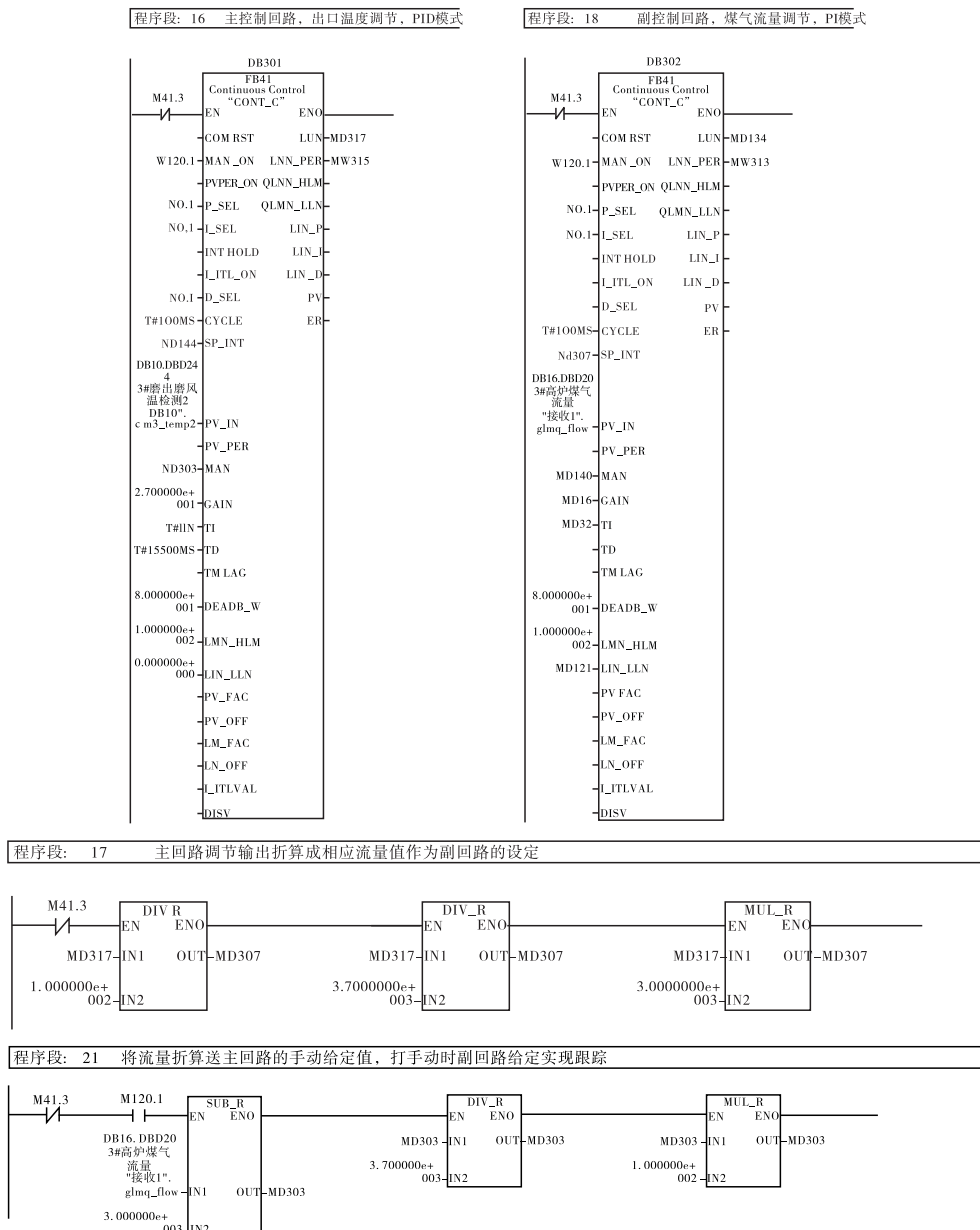 程序段: 16 主控制回路, 出口温度调节, PID模式
DB301
FB41
Continuous Control
"CONT_C"
M41.3
EN ENO
COM RST LUN MD317
W120.1 MAN_ON LNN_PER MW315
PVPER_ON QLNN_HLM
NO.1 P_SEL QLMN_LLN
NO,1 I_SEL LIN_P
INT HOLD LIN_I
I_ITL_ON LIN_D
NO.I D_SEL PV
T#1OOMS CYCLE ER
ND144 SP_INT
DB10.DBD24
4
3#磨出磨风
温检测2
DB10".
c m3_temp2 PV_IN
PV_PER
ND303 MAN
2.700000e+
001 GAIN
T#llN TI
T#15500MS TD
TM LAG
8.000000e+
001 DEADB_W
1.000000e+
002 LMN_HLM
0.000000e+
000 LIN_LLN
PV_FAC
PV_OFF
LM_FAC
LN_OFF
I_ITLVAL
DISV
程序段: 18 副控制回路, 煤气流量调节, PI模式
DB302
FB41
Continuous Control
"CONT_C"
M41.3
EN ENO
COM RST LUN MD134
W120.1 MAN_ON LNN_PER MW313
PVPER_ON QLNN_HLM
NO.1 P_SEL QLMN_LLN
NO.1 I_SEL LIN_P
INT HOLD LIN_I
I_ITL_ON LIN_D
D_SEL PV
T#1OOMS CYCLE ER
Nd307 SP_INT
DB16.DBD20
3#高炉煤气
流量
"接收1".
glmq_flow PV_IN
PV_PER
MD140 MAN
MD16 GAIN
MD32 TI
TD
TM LAG
8.000000e+
001 DEADB_W
1.000000e+
002 LMN_HLM
MD121 LIN_LLN
PV FAC
PV_OFF
LM_FAC
LN_OFF
I_ITLVAL
DISV
程序段: 17 主回路调节输出折算成相应流量值作为副回路的设定
M41.3 DIV R DIV_R MUL_R
EN ENO EN ENO EN ENO
MD317 IN1 OUT MD307 MD317 IN1 OUT MD307 MD317 IN1 OUT MD307
1.000000e+ 3.7000000e+ 3.0000000e+
002 IN2 003 IN2 003 IN2
程序段: 21 将流量折算送主回路的手动给定值, 打手动时副回路给定实现跟踪
M41.3 M120.1 SUB_R DIV_R MUL_R
EN ENO EN ENO EN ENO
DB16. DBD20
3#高炉煤气
流量
"接收1".
glmq_flow IN1 OUT MD303
3.000000e+
003 IN2
MD303 IN1 OUT MD303 MD303 IN1 OUT MD303
3.700000e+ 1.000000e+
003 IN2 002 IN2